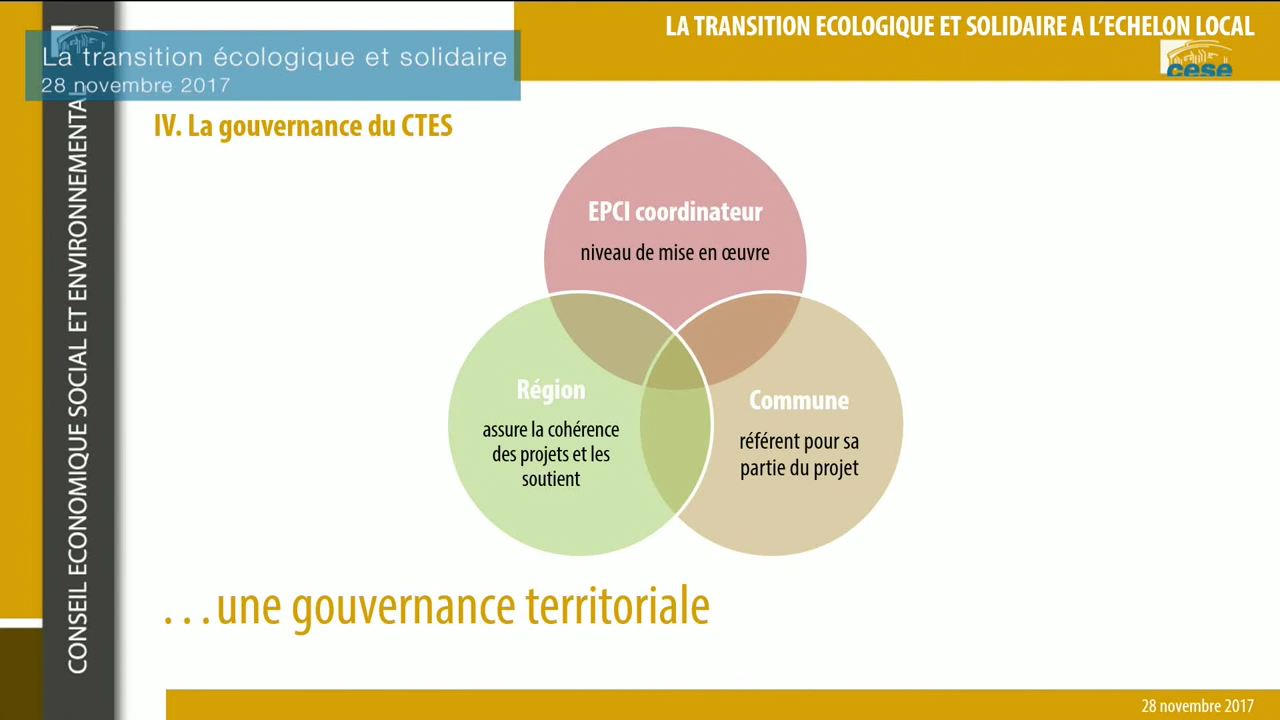 LA TRANSITION ECOLOGIQUE ET SOLIDAIRE A L’ECHELON LOCAL
cese
La transition écologique et solidaire
28 novembre 2017
CONSEIL ECONOMIQUE SOCIAL ET ENVIRONNEMENTAL
IV. La gouvernance du CTES
EPCI coordinateur
niveau de mise en œuvre
Région
assure la cohérence
des projets et les
soutient
Commune
référent pour sa
partie du projet
…une gouvernance territoriale
28 novembre 2017